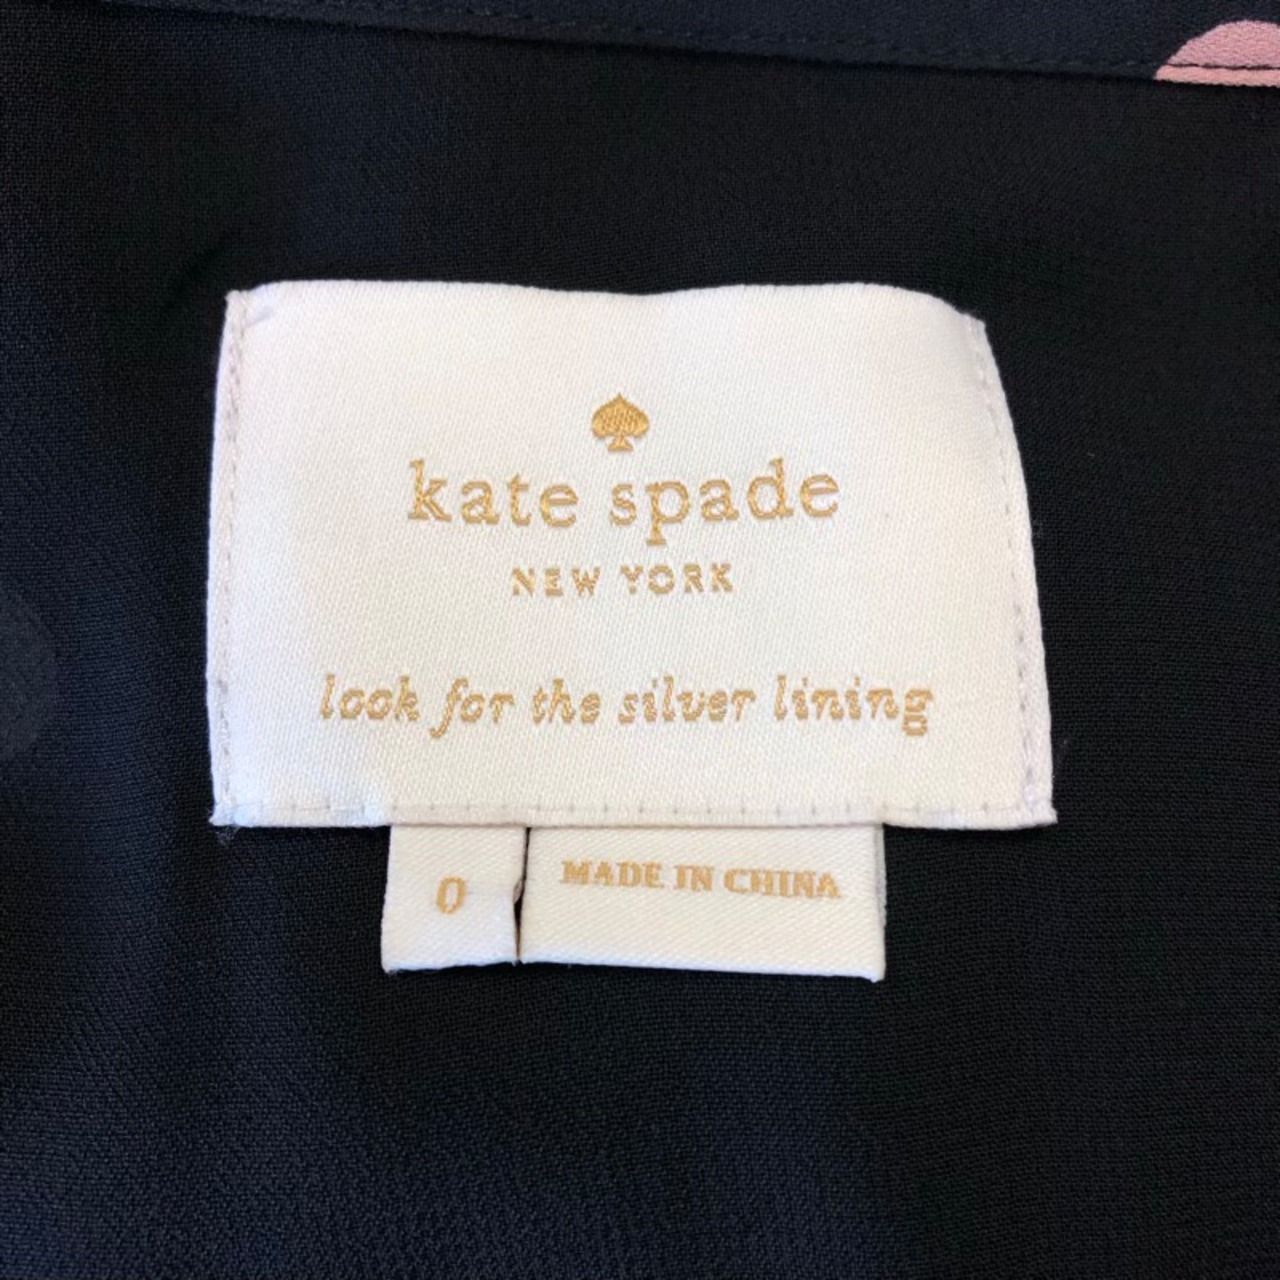 kate spade
NEW YORK
look for the silver lining
0
MADE IN CHINA